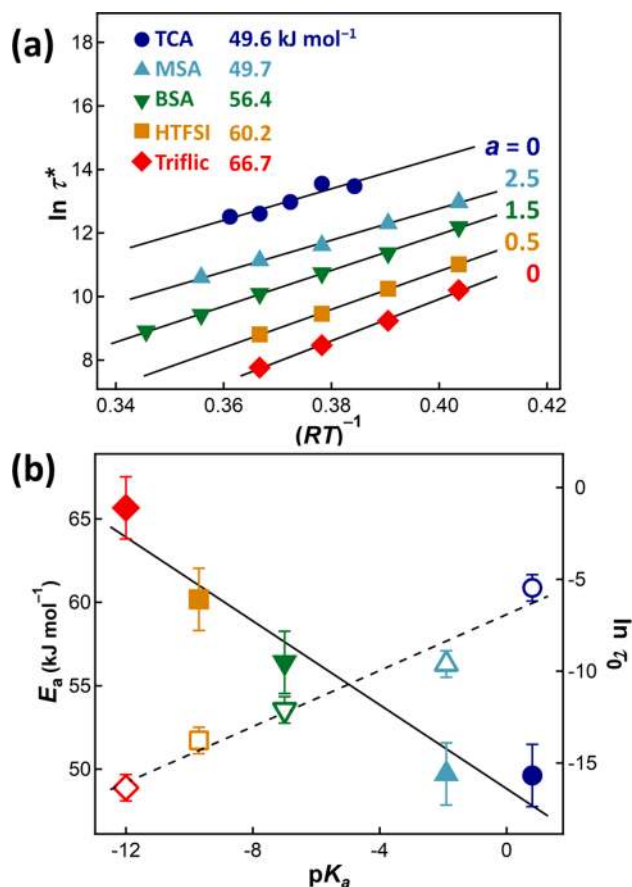 (a)
TCA 49.6 kJ mol⁻¹
MSA 49.7
BSA 56.4
HTFSI 60.2
Triflic 66.7
a = 0
2.5
1.5
0.5
0
ln τ*
16
14
12
10
8
0.34 0.36 0.38 0.40 0.42
(RT)⁻¹
(b)
Eₐ (kJ mol⁻¹)
65
60
55
50
0
-5
-10
-15
ln τ₀
-12 -8 -4 0
pKₐ